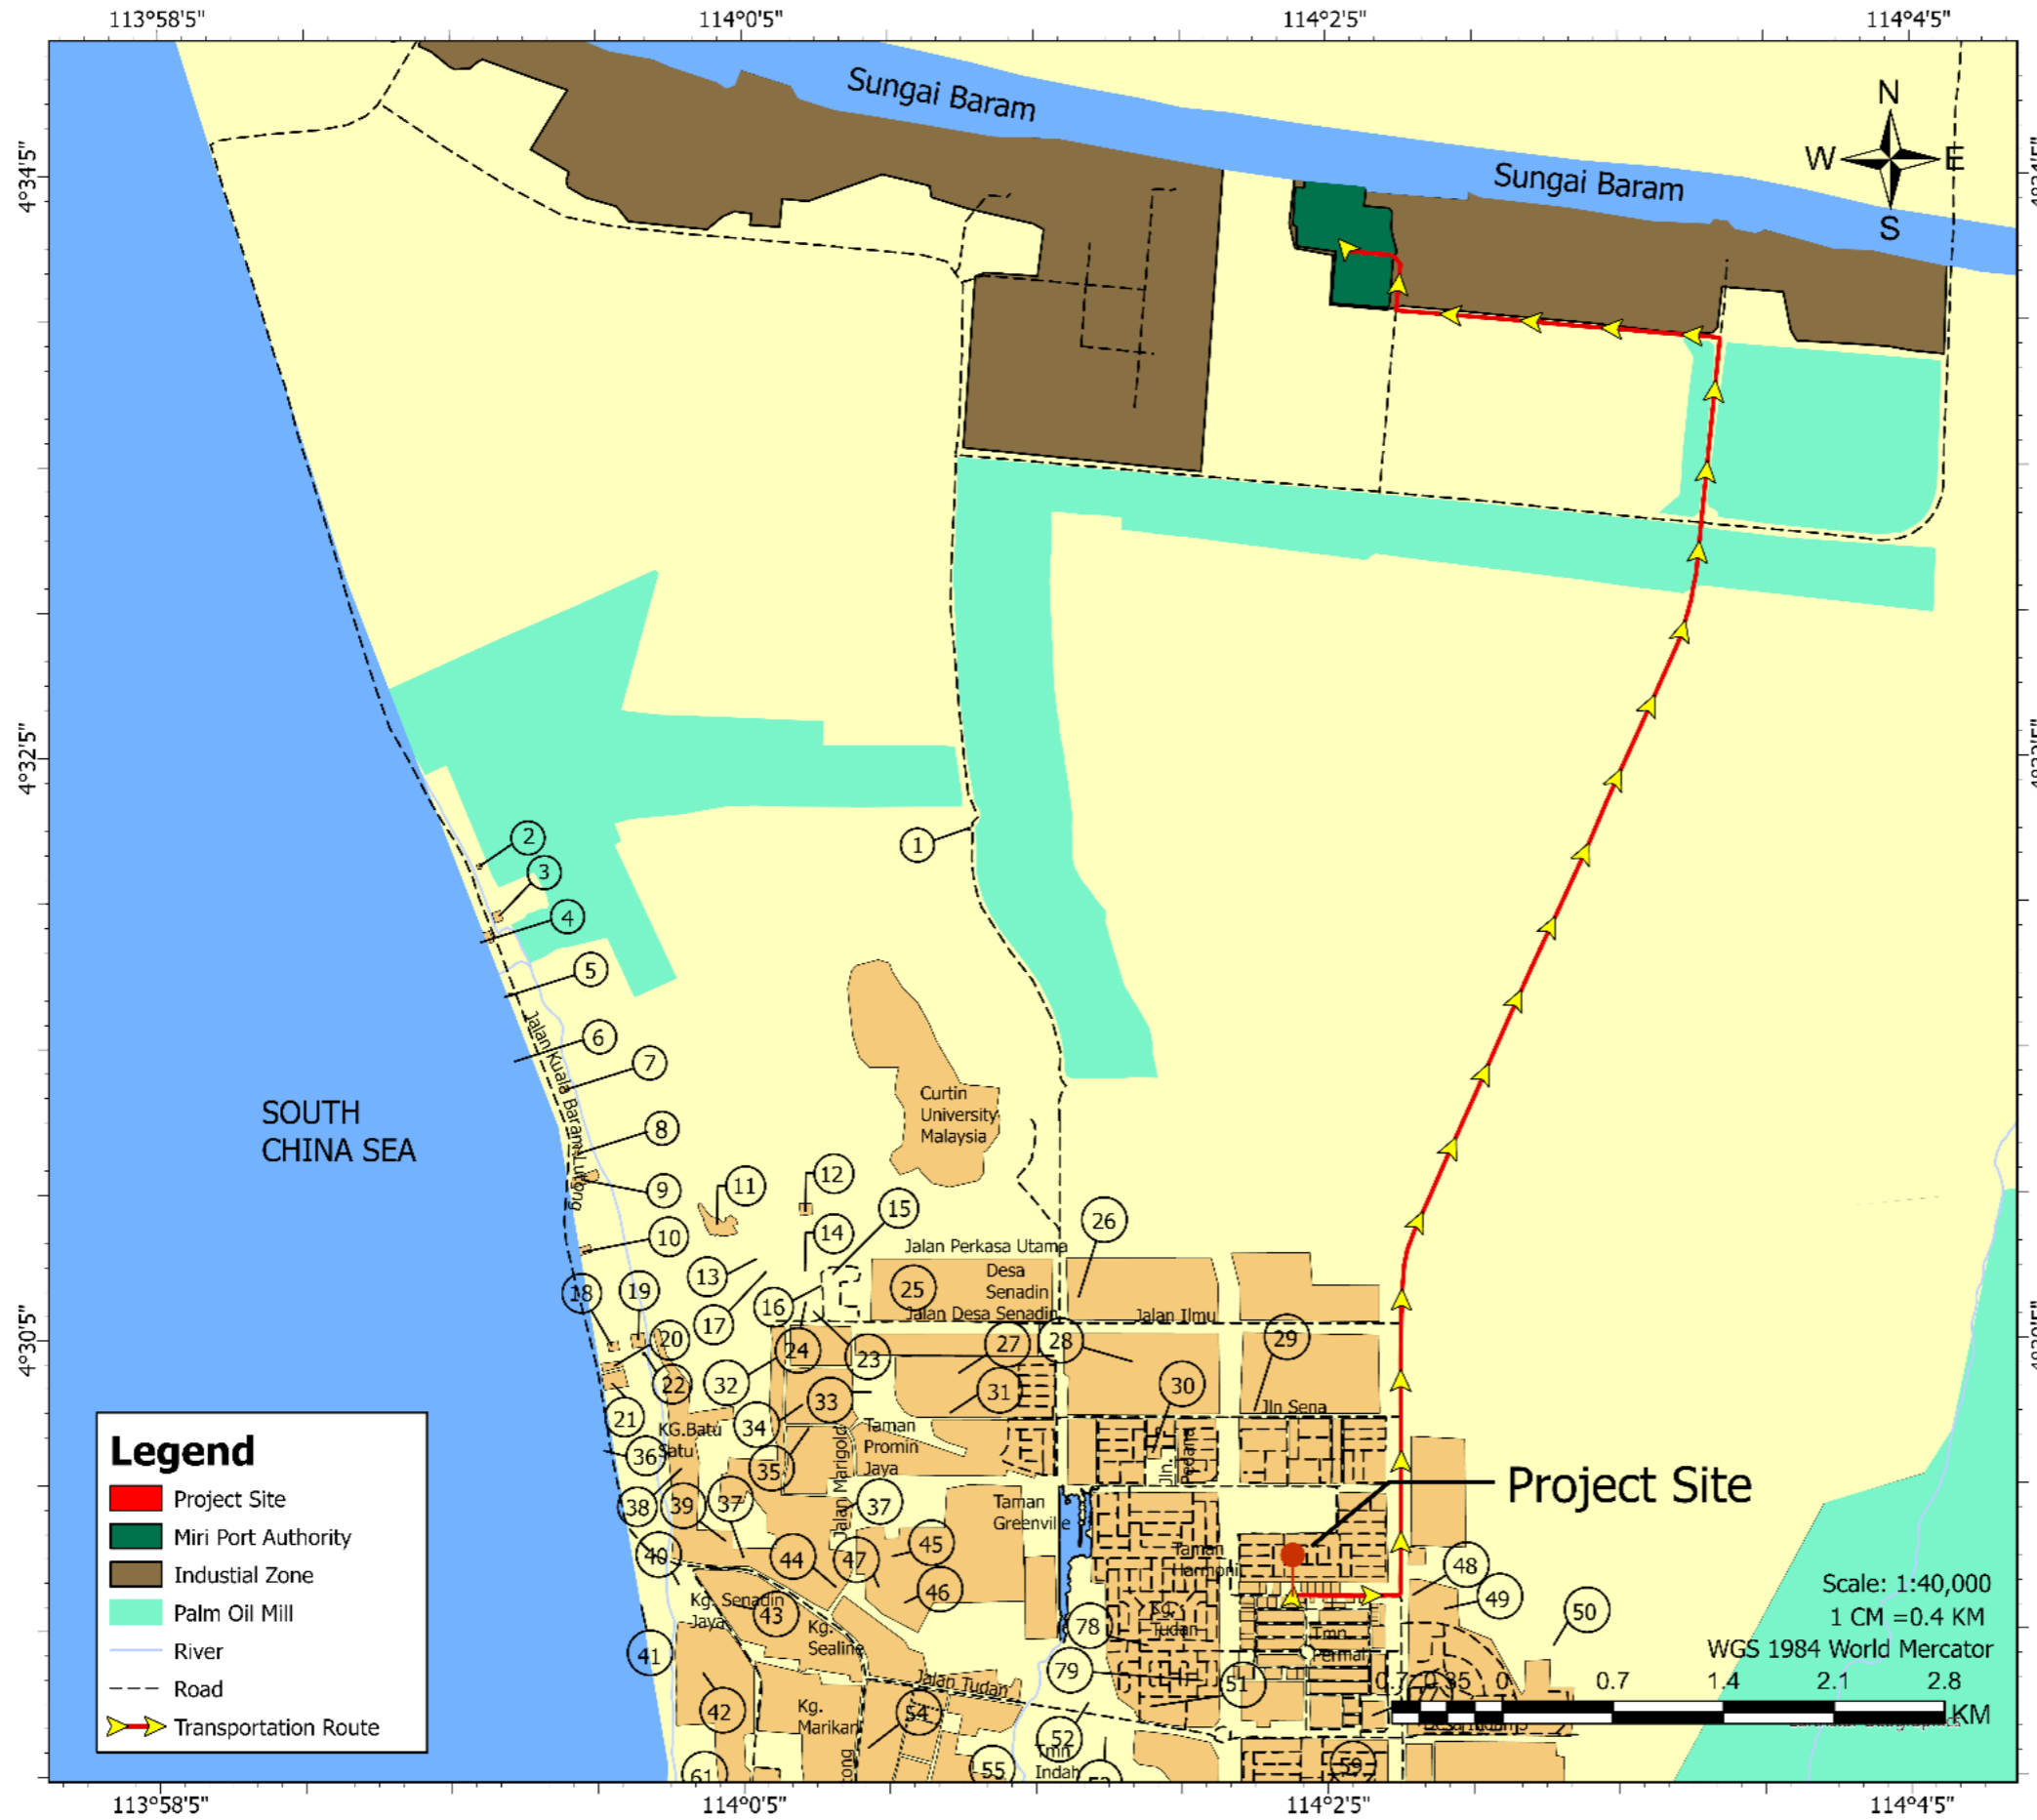 113°58'5"
114°0'5"
114°2'5"
114°4'5"
Sungai Baram
Sungai Baram
N
W
E
S
4°34'5"
4°32'5"
4°30'5"
1
2
3
4
5
6
7
8
9
10
11
12
13
14
15
16
17
18
19
20
21
22
23
24
25
26
27
28
29
30
31
32
33
34
35
36
37
37
38
39
40
41
42
43
44
45
46
47
48
49
50
51
52
54
55
59
61
78
79
Jalan Kuala Baram Lutong
SOUTH
CHINA SEA
Curtin
University
Malaysia
Jalan Perkasa Utama
Desa
Senadin
Jalan Desa Senadin
Jalan Ilmu
Jln Sena
KG.Batu
Satu
Taman
Promin
Jaya
Jalan Marigold
Jln.
Taman
Greenville
Taman
Harmoni
Project Site
Kg. Senadin
Jaya
Kg.
Sealine
Kg.
Tudan
Tmn
Permai
Jalan Tudan
Kg.
Marikan
Tmn
Indah
Legend
Project Site
Miri Port Authority
Industial Zone
Palm Oil Mill
River
Road
Transportation Route
Scale: 1:40,000
1 CM =0.4 KM
WGS 1984 World Mercator
0.7 0.35 0 0.7 1.4 2.1 2.8
KM
113°58'5"
114°0'5"
114°2'5"
114°4'5"